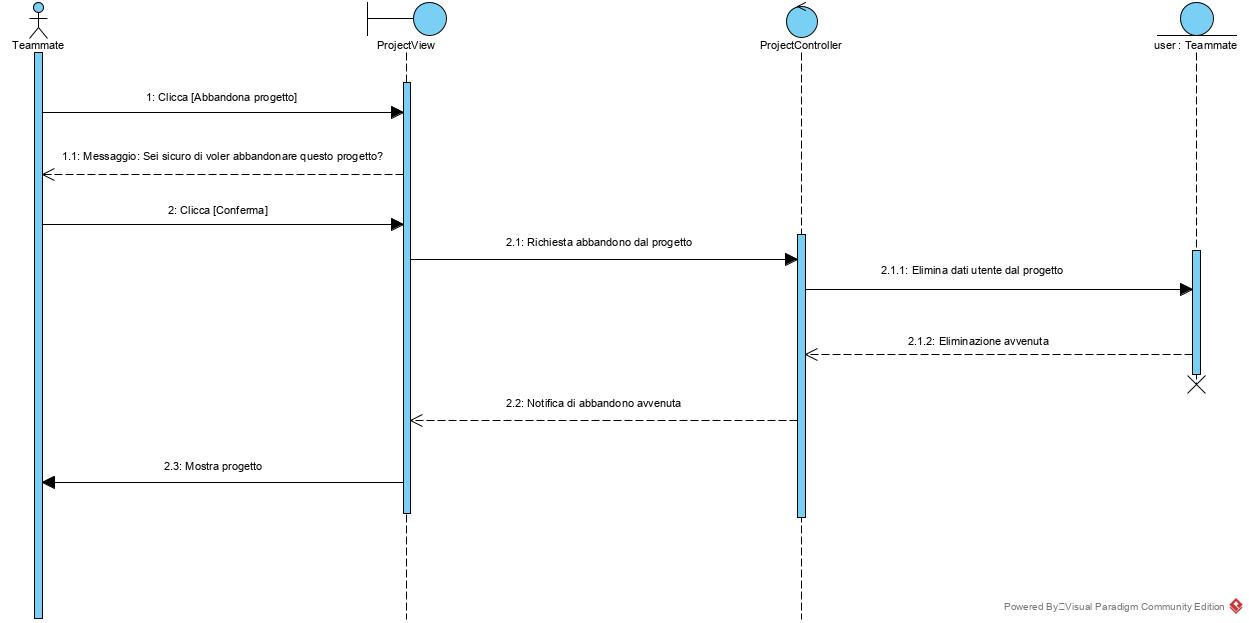 Teammate
ProjectView
ProjectController
user : Teammate
1: Clicca [Abbandona progetto]
1.1: Messaggio: Sei sicuro di voler abbandonare questo progetto?
2: Clicca [Conferma]
2.1: Richiesta abbandono dal progetto
2.1.1: Elimina dati utente dal progetto
2.1.2: Eliminazione avvenuta
2.2: Notifica di abbandono avvenuta
2.3: Mostra progetto
Powered By Visual Paradigm Community Edition